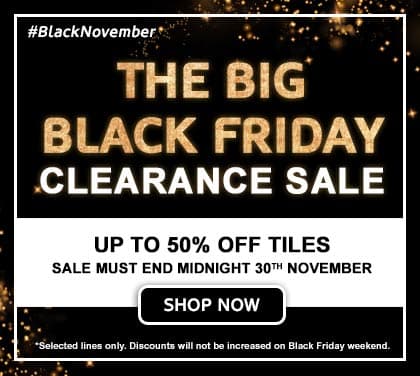 #BlackNovember
THE BIG
BLACK FRIDAY
CLEARANCE SALE
UP TO 50% OFF TILES
SALE MUST END MIDNIGHT 30TH NOVEMBER
SHOP NOW
*Selected lines only. Discounts will not be increased on Black Friday weekend.